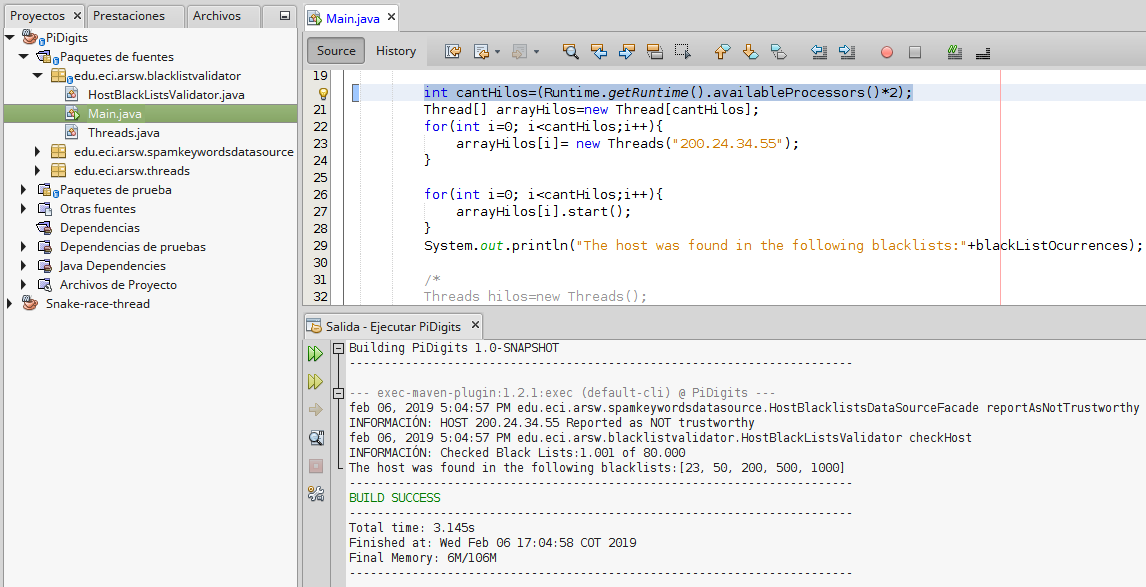 Proyectos
Prestaciones
Archivos
PiDigits
Paquetes de fuentes
edu.eci.arsw.blacklistvalidator
HostBlackListsValidator.java
Main.java
Threads.java
edu.eci.arsw.spamkeywordsdatasource
edu.eci.arsw.threads
Paquetes de prueba
Otras fuentes
Dependencias
Dependencias de pruebas
Java Dependencies
Archivos de Proyecto
Snake-race-thread
Main.java
Source History
19
int cantHilos=(Runtime.getRuntime().availableProcessors()*2);
21 Thread[] arrayHilos=new Thread[cantHilos];
22 for(int i=0; i<cantHilos;i++){
23 arrayHilos[i]= new Threads("200.24.34.55");
24 }
25
26 for(int i=0; i<cantHilos;i++){
27 arrayHilos[i].start();
28 }
29 System.out.println("The host was found in the following blacklists:"+blackListOcurrences);
30
31 /*
32 Threads hilos=new Threads();
Salida - Ejecutar PiDigits
Building PiDigits 1.0-SNAPSHOT
------------------------------------------------------------------------
--- exec-maven-plugin:1.2.1:exec (default-cli) @ PiDigits ---
feb 06, 2019 5:04:57 PM edu.eci.arsw.spamkeywordsdatasource.HostBlacklistsDataSourceFacade reportAsNotTrustworthy
INFORMACIÓN: HOST 200.24.34.55 Reported as NOT trustworthy
feb 06, 2019 5:04:57 PM edu.eci.arsw.blacklistvalidator.HostBlackListsValidator checkHost
INFORMACIÓN: Checked Black Lists:1.001 of 80.000
The host was found in the following blacklists:[23, 50, 200, 500, 1000]
------------------------------------------------------------------------
BUILD SUCCESS
------------------------------------------------------------------------
Total time: 3.145s
Finished at: Wed Feb 06 17:04:58 COT 2019
Final Memory: 6M/106M
------------------------------------------------------------------------